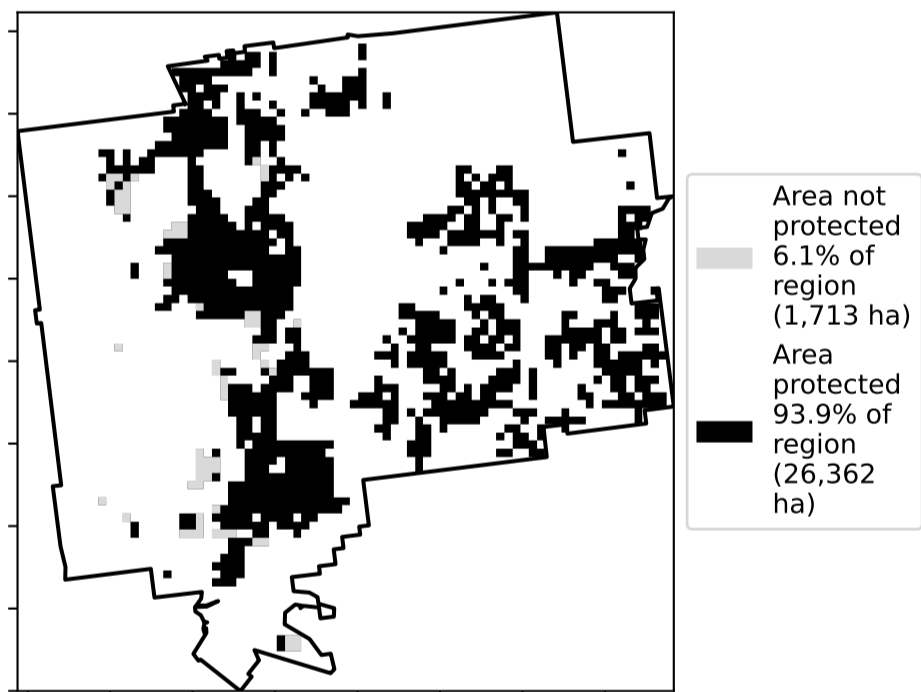 Area not
protected
6.1% of
region
(1,713 ha)
Area
protected
93.9% of
region
(26,362
ha)